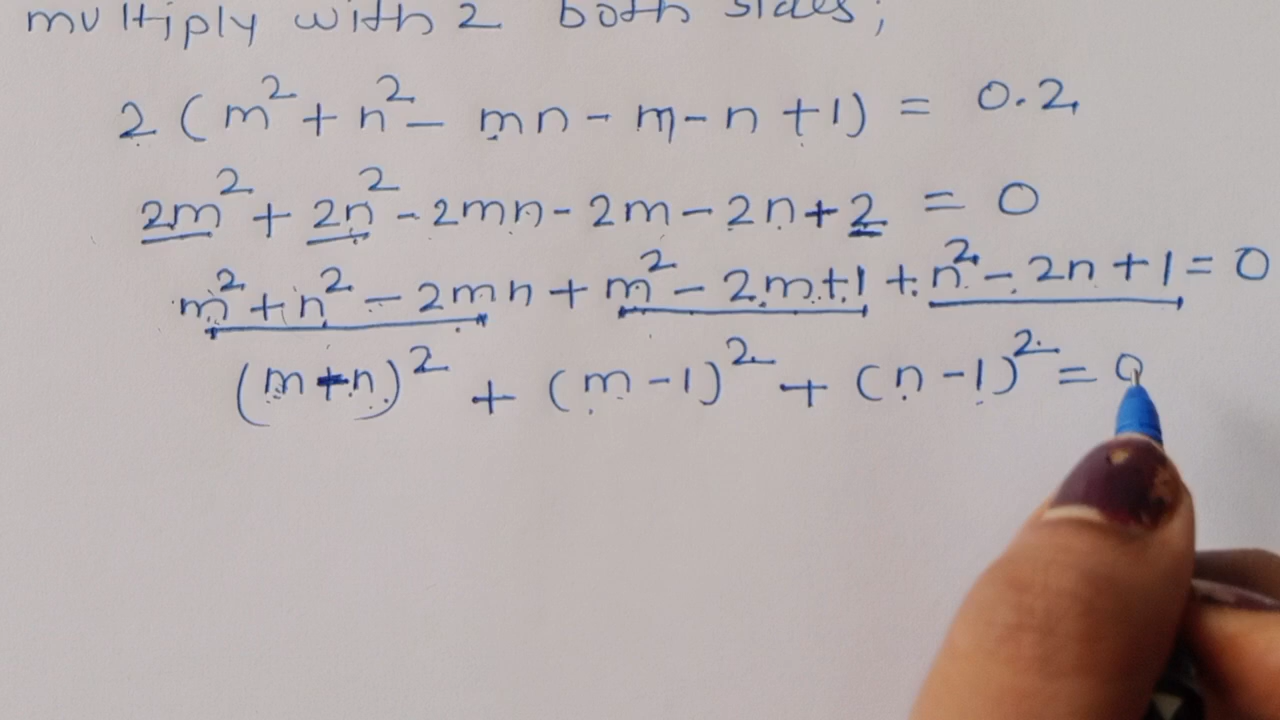 multiply with 2 both sides;
2 (m² + n² - mn - m - n + 1) = 0.2
2m² + 2n² - 2mn - 2m - 2n + 2 = 0
m² + n² - 2mn + m² - 2m + 1 + n² - 2n + 1 = 0
(m - n)² + (m - 1)² + (n - 1)² = 0